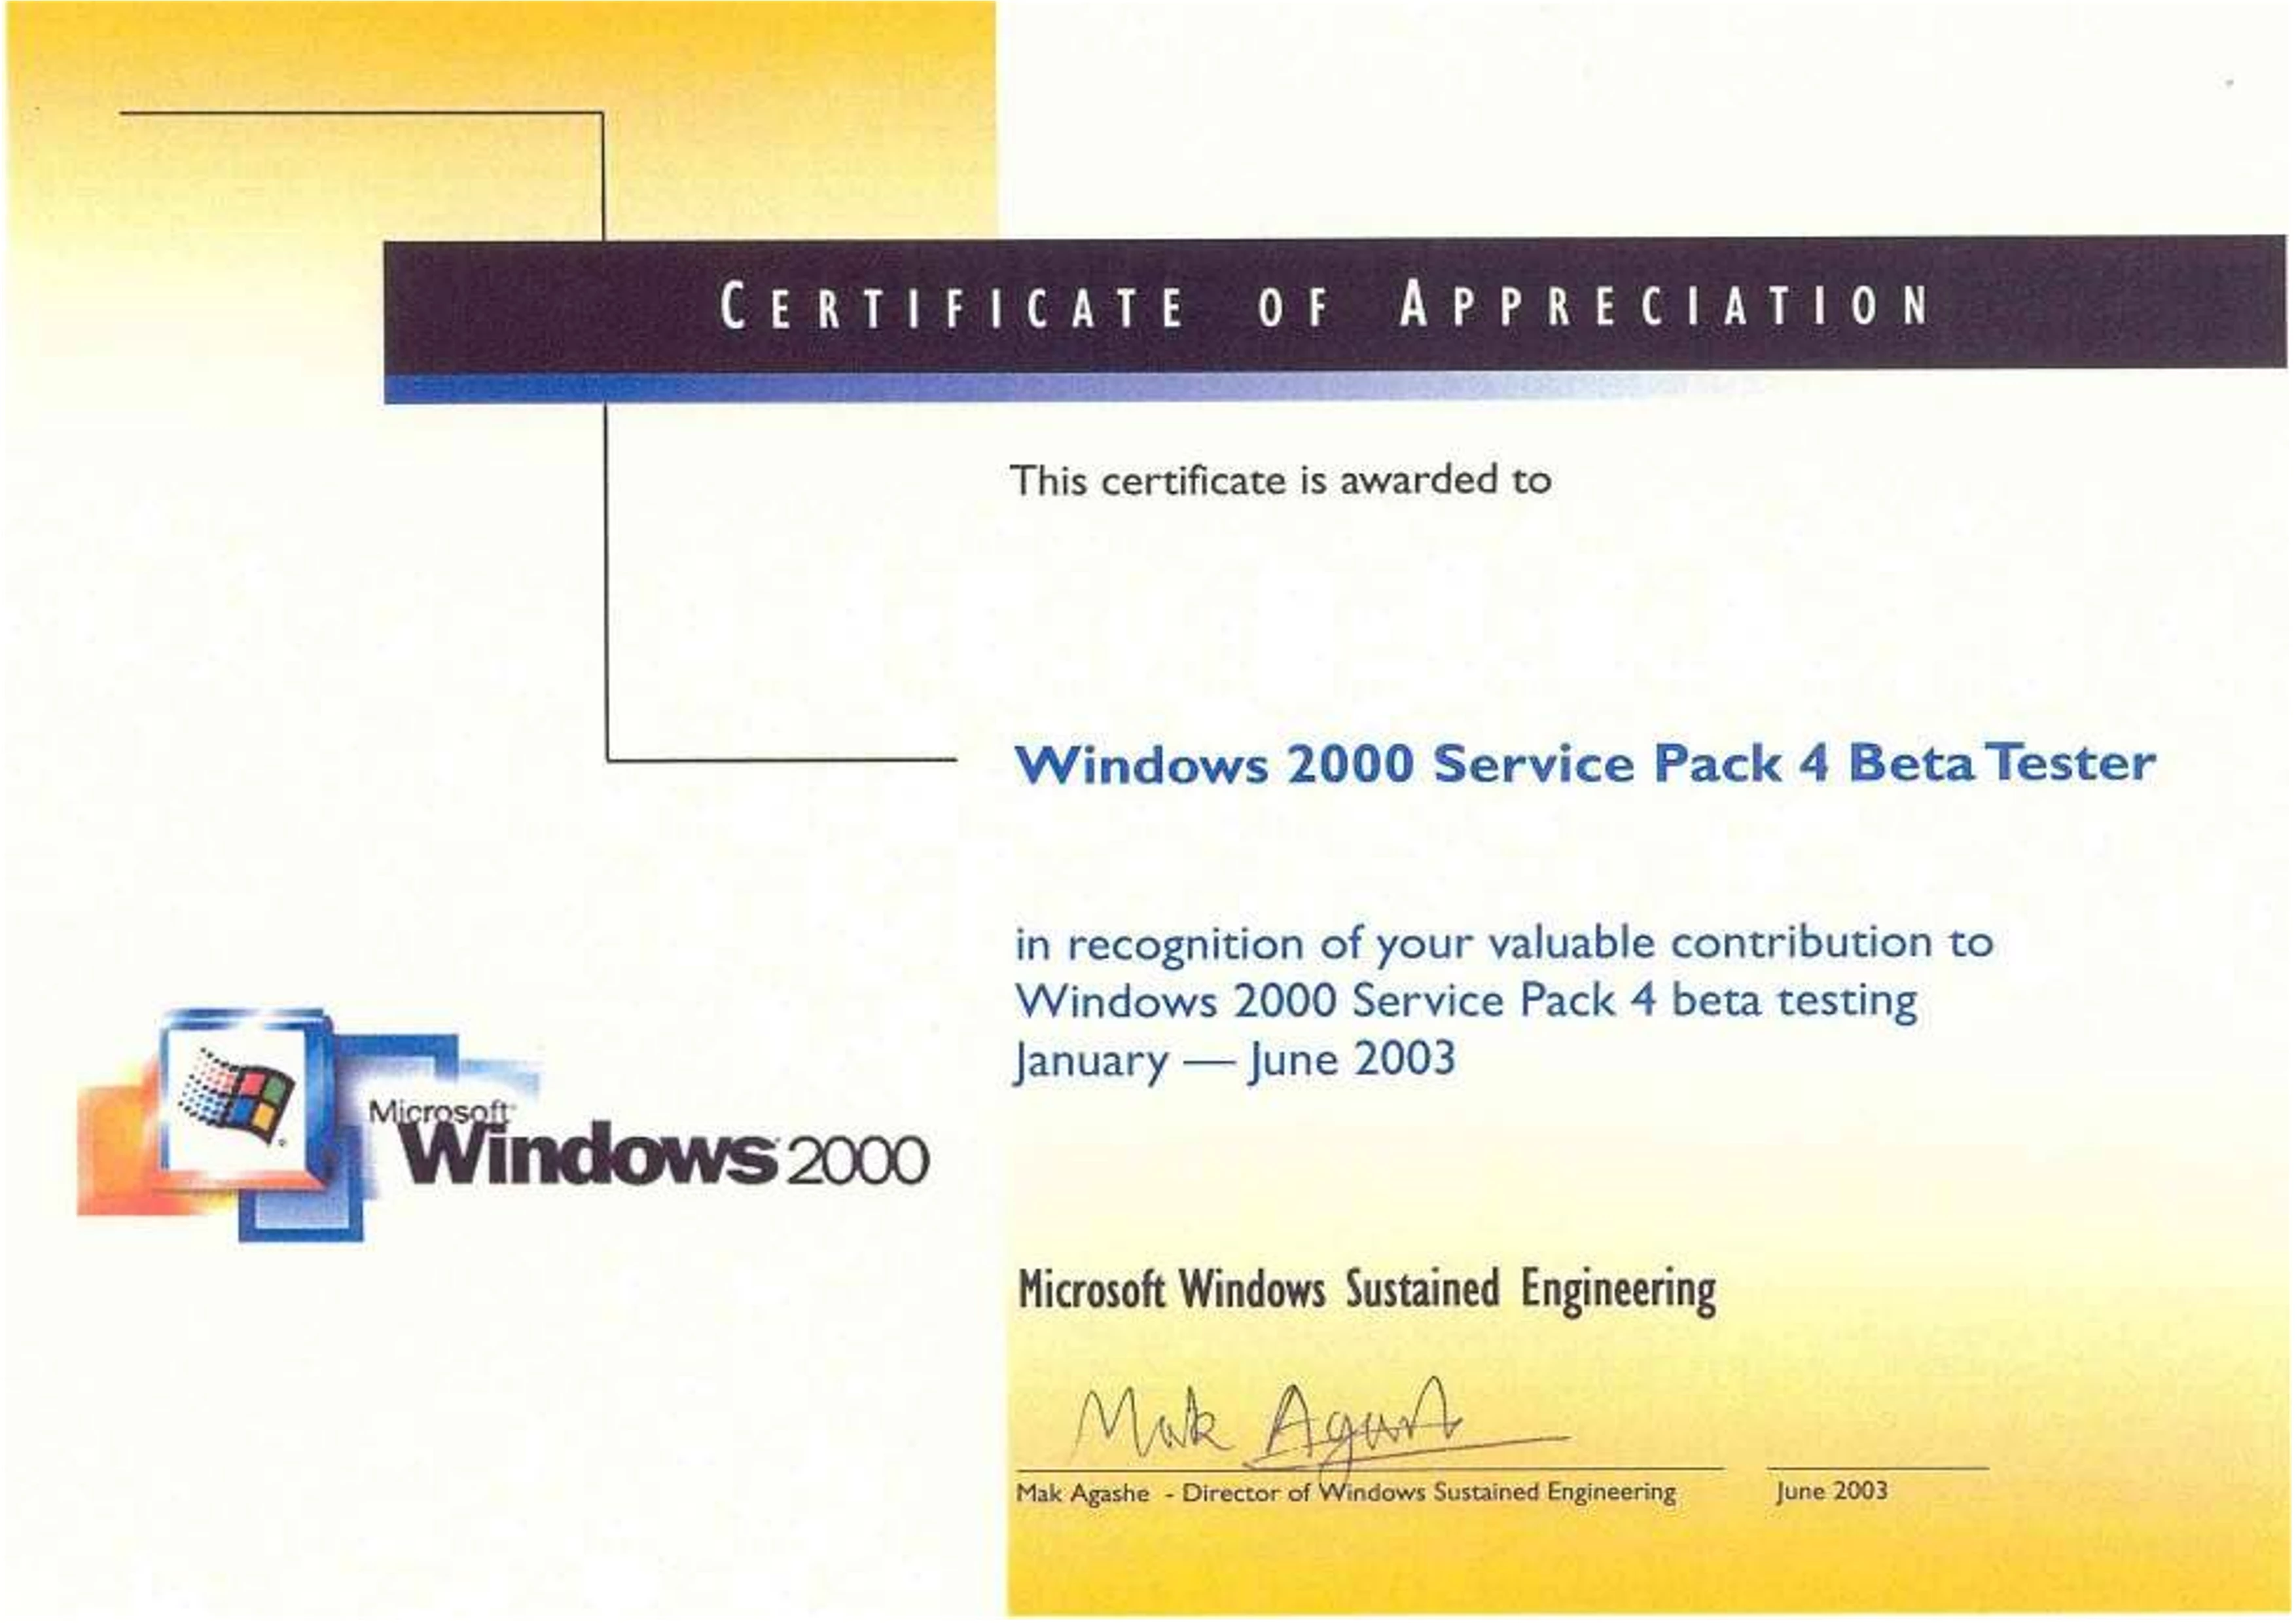 CERTIFICATE OF APPRECIATION
This certificate is awarded to
Windows 2000 Service Pack 4 Beta Tester
in recognition of your valuable contribution to
Windows 2000 Service Pack 4 beta testing
January — June 2003
Microsoft
Windows 2000
Microsoft Windows Sustained Engineering
Mak Agashe
Mak Agashe - Director of Windows Sustained Engineering June 2003